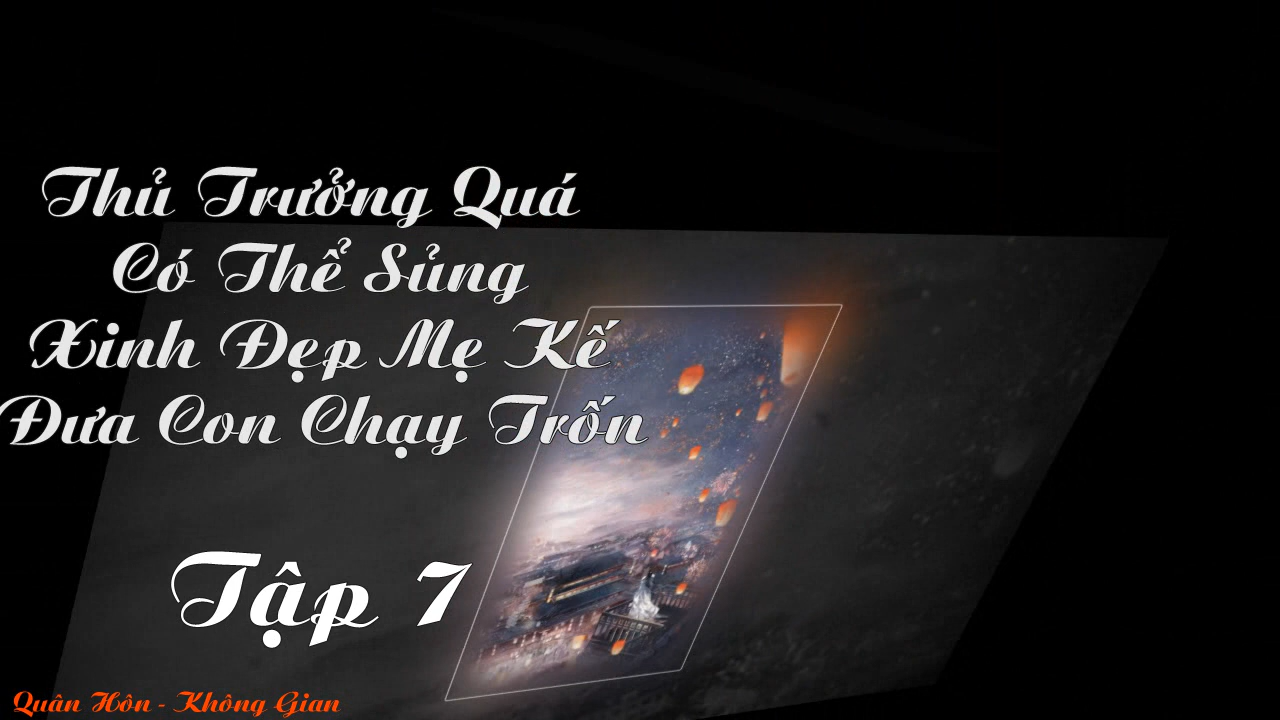 Thủ Trưởng Quá
Có Thể Sủng
Xinh Đẹp Mẹ Kế
Đưa Con Chạy Trốn
Tập 7
Quân Hôn - Không Gian